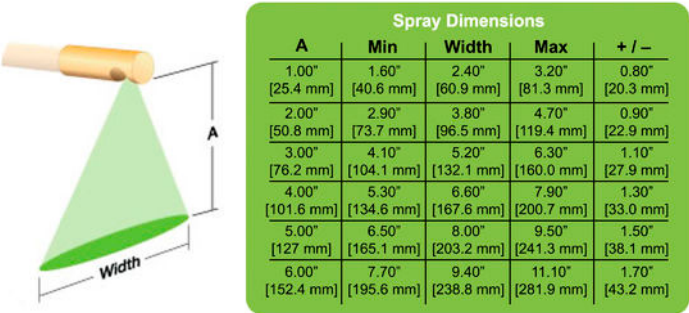 A
Width
Spray Dimensions
A Min Width Max + / –
1.00" 1.60" 2.40" 3.20" 0.80"
[25.4 mm] [40.6 mm] [60.9 mm] [81.3 mm] [20.3 mm]
2.00" 2.90" 3.80" 4.70" 0.90"
[50.8 mm] [73.7 mm] [96.5 mm] [119.4 mm] [22.9 mm]
3.00" 4.10" 5.20" 6.30" 1.10"
[76.2 mm] [104.1 mm] [132.1 mm] [160.0 mm] [27.9 mm]
4.00" 5.30" 6.60" 7.90" 1.30"
[101.6 mm] [134.6 mm] [167.6 mm] [200.7 mm] [33.0 mm]
5.00" 6.50" 8.00" 9.50" 1.50"
[127 mm] [165.1 mm] [203.2 mm] [241.3 mm] [38.1 mm]
6.00" 7.70" 9.40" 11.10" 1.70"
[152.4 mm] [195.6 mm] [238.8 mm] [281.9 mm] [43.2 mm]